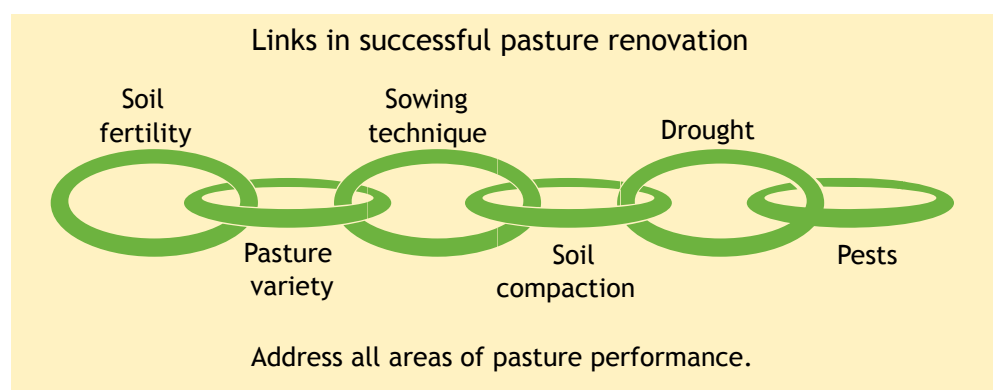 Links in successful pasture renovation
Soil
fertility
Sowing
technique
Drought
Pasture
variety
Soil
compaction
Pests
Address all areas of pasture performance.